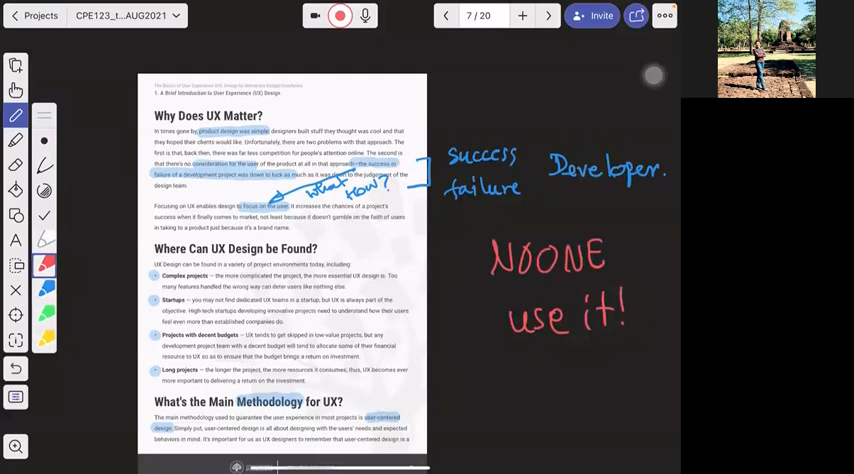 Projects
CPE123_t...AUG2021
7 / 20
Invite
The Basics of User Experience (UX) Design by Interaction Design Foundation
1. A Brief Introduction to User Experience (UX) Design
Why Does UX Matter?
In times gone by, product design was simple; designers built stuff they thought was cool and that
they hoped their clients would like. Unfortunately, there are two problems with that approach. The
first is that, back then, there was far less competition for people's attention online. The second is
that there's no consideration for the user of the product at all in that approach—the success or
failure of a development project was down to luck as much as it was down to the judgement of the
design team.
what
How?
success
failure
Developer.
Focusing on UX enables design to focus on the user. It increases the chances of a project's
success when it finally comes to market, not least because it doesn't gamble on the faith of users
in taking to a product just because it's a brand name.
NOONE
use it!
Where Can UX Design be Found?
UX Design can be found in a variety of project environments today, including:
Complex projects — the more complicated the project, the more essential UX design is. Too
many features handled the wrong way can deter users like nothing else.
Startups — you may not find dedicated UX teams in a startup, but UX is always part of the
objective. High-tech startups developing innovative projects need to understand how their users
feel even more than established companies do.
Projects with decent budgets — UX tends to get skipped in low-value projects, but any
development project team with a decent budget will tend to allocate some of their financial
resource to UX so as to ensure that the budget brings a return on investment.
Long projects — the longer the project, the more resources it consumes; thus, UX becomes ever
more important to delivering a return on the investment.
What's the Main Methodology for UX?
The main methodology used to guarantee the user experience in most projects is user-centered
design. Simply put, user-centered design is all about designing with the users' needs and expected
behaviors in mind. It's important for us as UX designers to remember that user-centered design is a